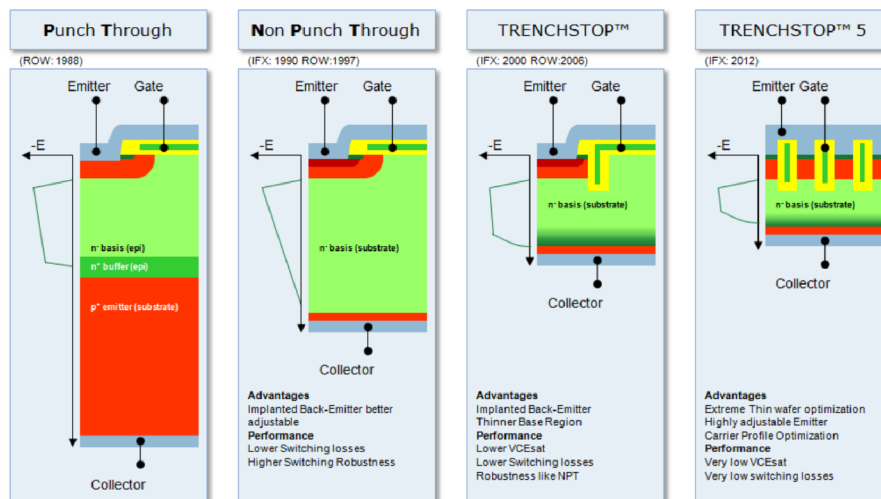 Punch Through
(ROW: 1988)
Emitter Gate
-E
n- basis (epi)
n+ buffer (epi)
p+ emitter (substrate)
Collector
Non Punch Through
(IFX: 1990 ROW:1997)
Emitter Gate
-E
n- basis (substrate)
Collector
Advantages
Implanted Back-Emitter better
adjustable
Performance
Lower Switching losses
Higher Switching Robustness
TRENCHSTOP™
(IFX: 2000 ROW:2006)
Emitter Gate
-E
n- basis (substrate)
Collector
Advantages
Implanted Back-Emitter
Thinner Base Region
Performance
Lower VCEsat
Lower Switching losses
Robustness like NPT
TRENCHSTOP™ 5
(IFX: 2012)
Emitter Gate
-E
n- basis (substrate)
Collector
Advantages
Extreme Thin wafer optimization
Highly adjustable Emitter
Carrier Profile Optimization
Performance
Very low VCEsat
Very low switching losses